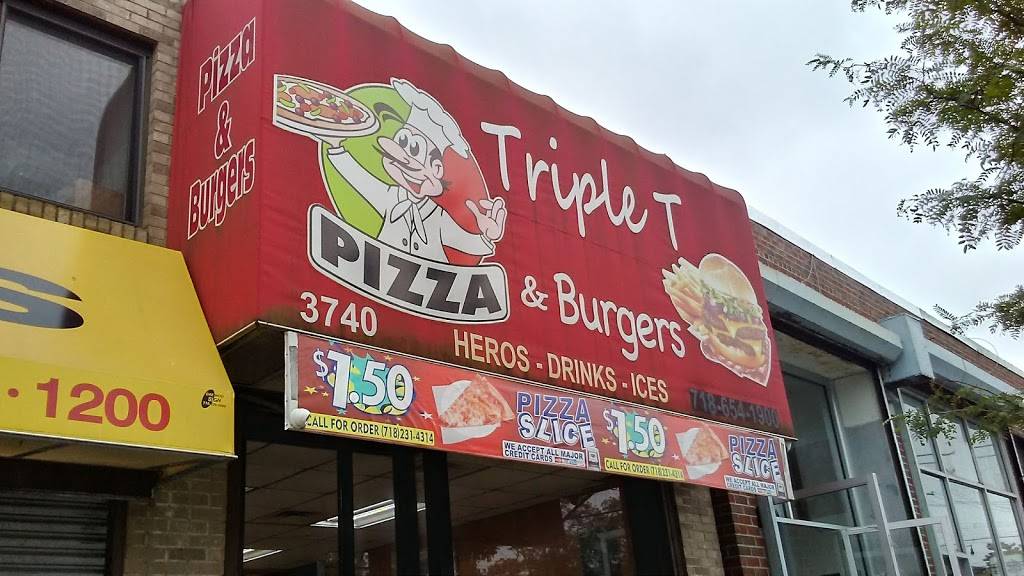 Pizza
&
Burgers
Triple T
PIZZA
& Burgers
3740
HEROS - DRINKS - ICES
718-654-1900
$1.50
CALL FOR ORDER (718)231-4314
PIZZA
SLICE
WE ACCEPT ALL MAJOR
CREDIT CARDS
$1.50
CALL FOR ORDER (718)231-4314
PIZZA
SLICE
WE ACCEPT ALL MAJOR
CREDIT CARDS
S
. 1200